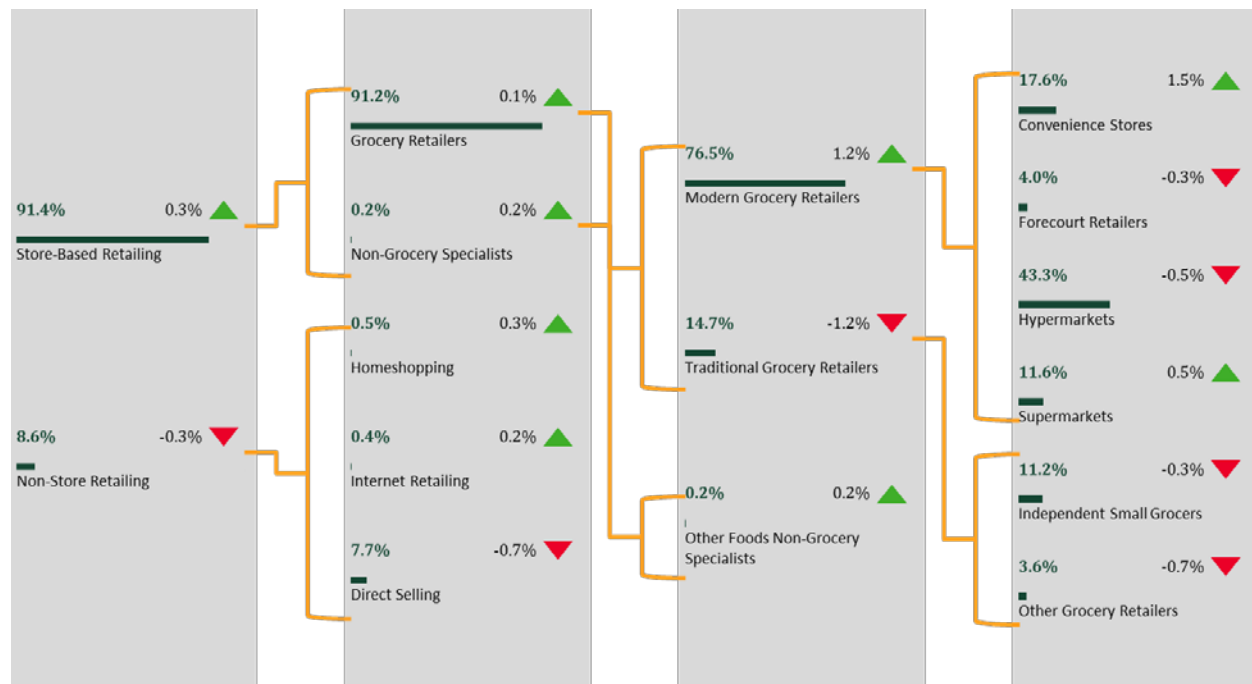 91.4% 0.3%
Store-Based Retailing
8.6% -0.3%
Non-Store Retailing
91.2% 0.1%
Grocery Retailers
0.2% 0.2%
Non-Grocery Specialists
0.5% 0.3%
Homeshopping
0.4% 0.2%
Internet Retailing
7.7% -0.7%
Direct Selling
76.5% 1.2%
Modern Grocery Retailers
14.7% -1.2%
Traditional Grocery Retailers
0.2% 0.2%
Other Foods Non-Grocery
Specialists
17.6% 1.5%
Convenience Stores
4.0% -0.3%
Forecourt Retailers
43.3% -0.5%
Hypermarkets
11.6% 0.5%
Supermarkets
11.2% -0.3%
Independent Small Grocers
3.6% -0.7%
Other Grocery Retailers